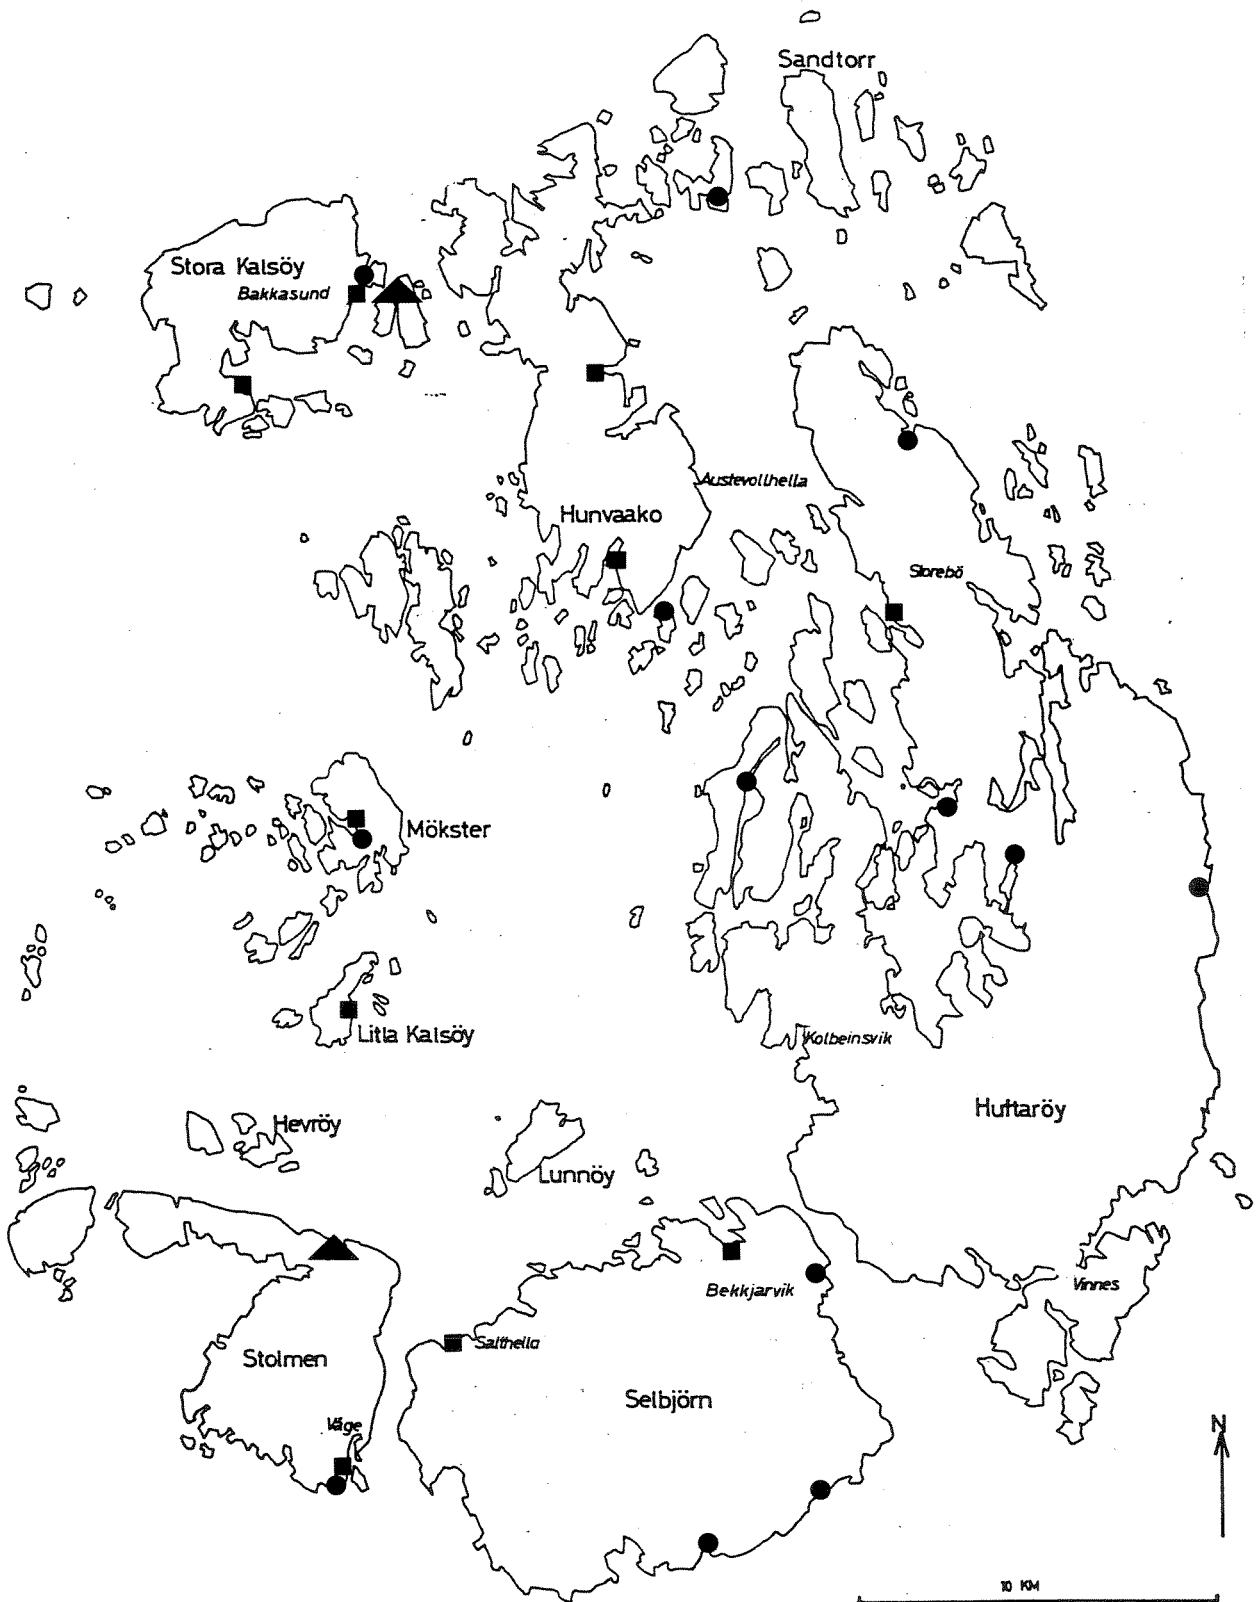 Sandtorr
Stora Kalsöy
Bakkasund
Austevollhella
Hunvaako
Storebö
Mökster
Litla Kalsöy
Kolbeinsvik
Huftaröy
Hevröy
Lunnöy
Vinnes
Bekkjarvik
Salthella
Stolmen
Selbjörn
Våge
N
10 KM